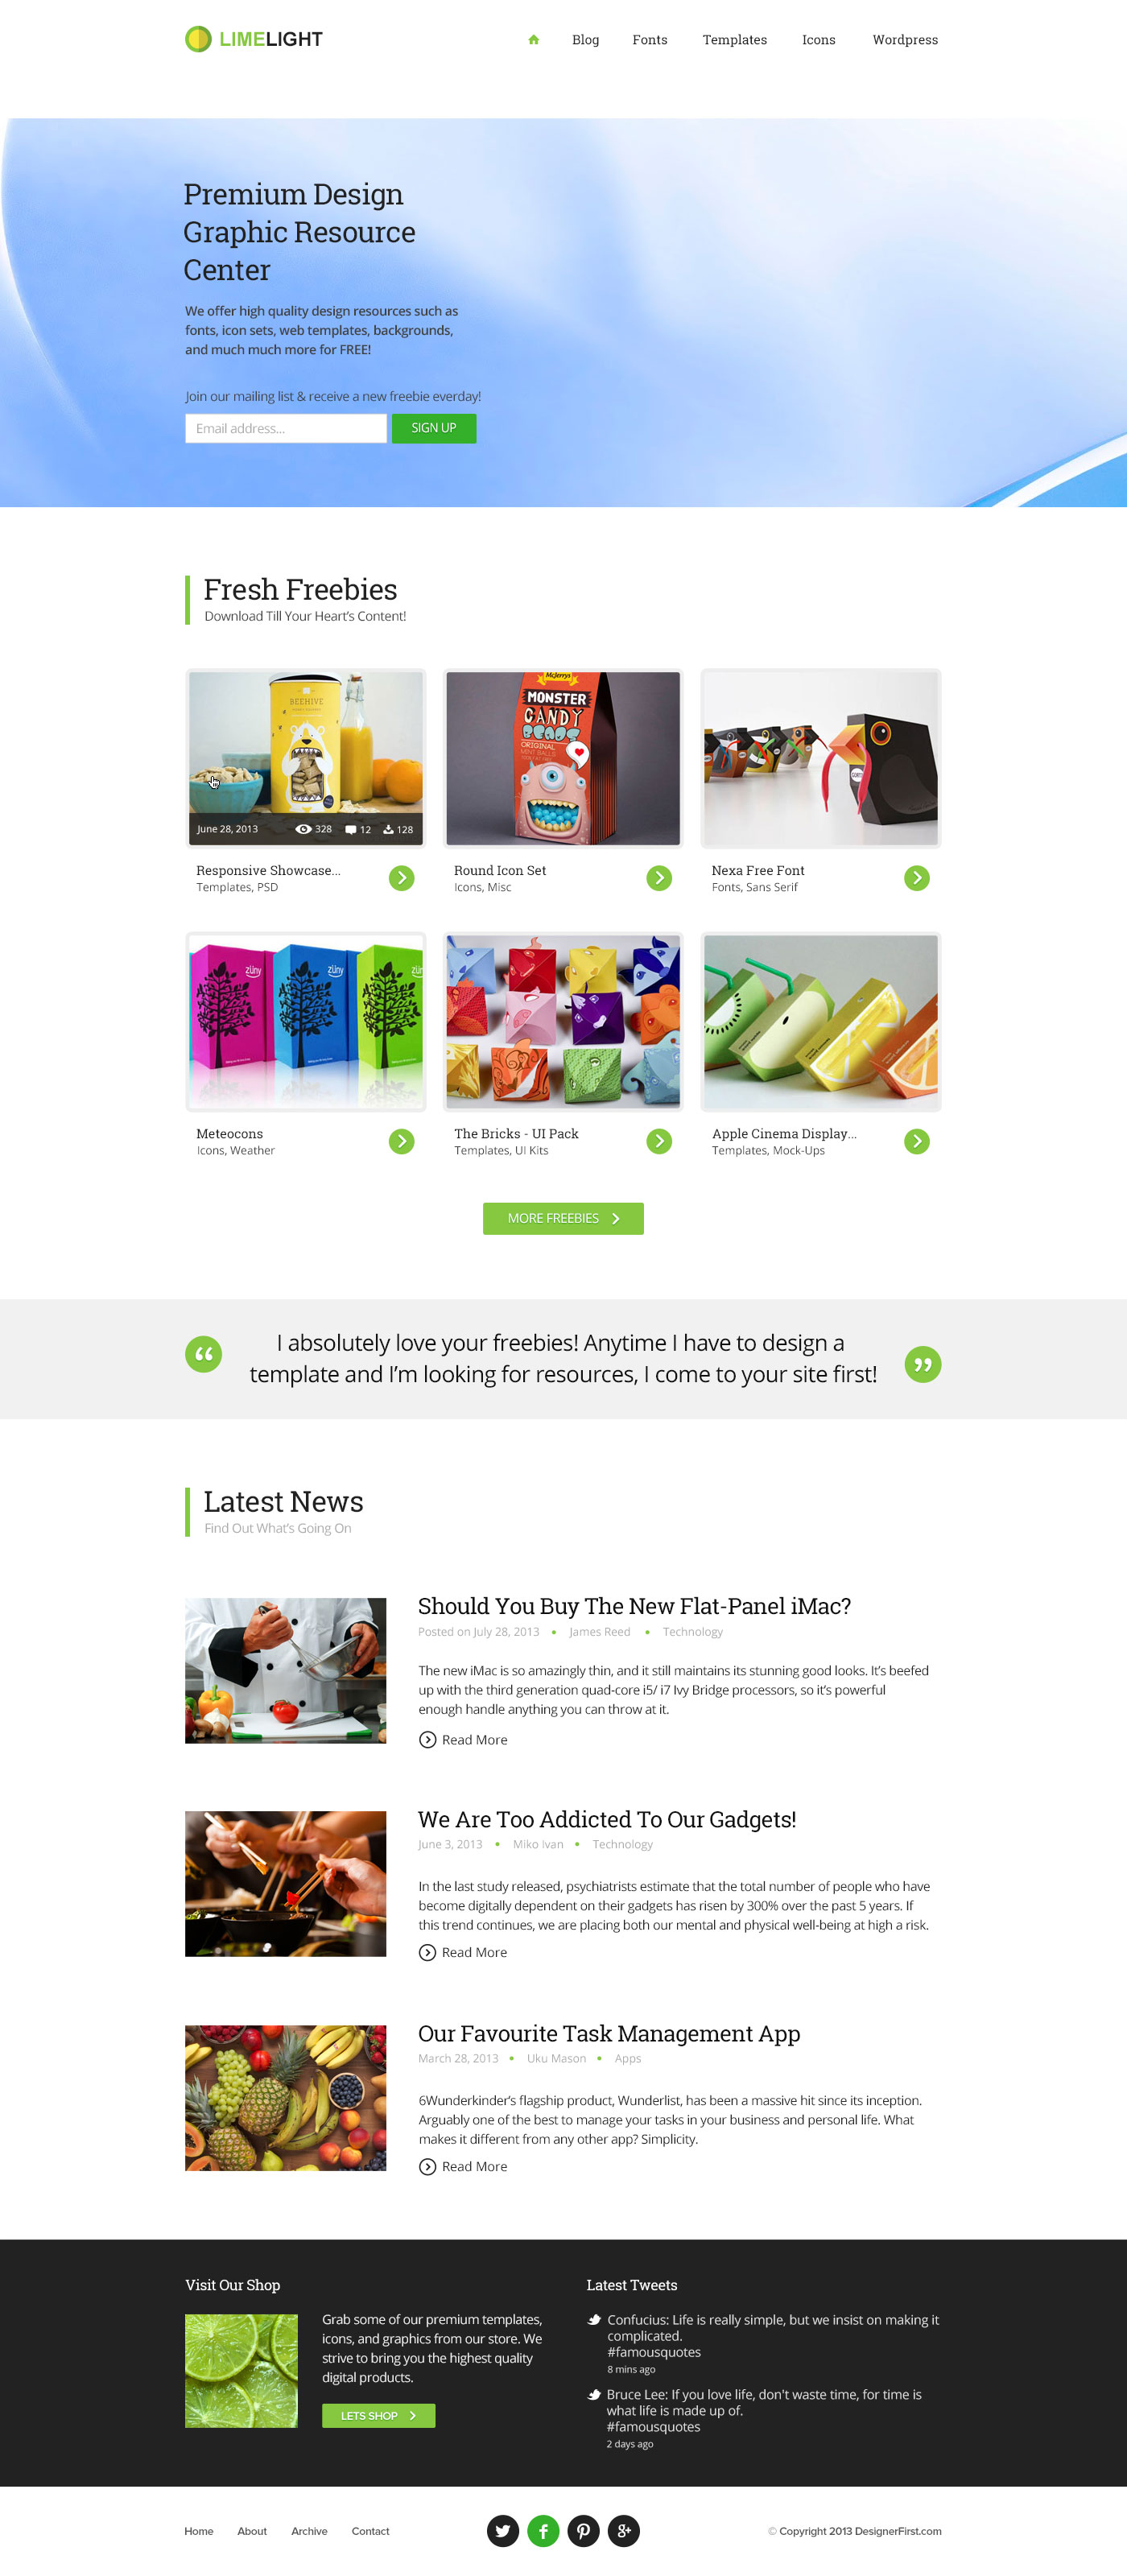 LIMELIGHT
Blog Fonts Templates Icons Wordpress
Premium Design
Graphic Resource
Center
We offer high quality design resources such as
fonts, icon sets, web templates, backgrounds,
and much much more for FREE!
Join our mailing list & receive a new freebie everday!
Email address...
SIGN UP
Fresh Freebies
Download Till Your Heart's Content!
BEEHIVE
June 28, 2013 328 12 128
McJerrys
MONSTER
CANDY
BEADS
ORIGINAL
Responsive Showcase...
Templates, PSD
Round Icon Set
Icons, Misc
Nexa Free Font
Fonts, Sans Serif
züny züny
Meteocons
Icons, Weather
The Bricks - UI Pack
Templates, UI Kits
Apple Cinema Display...
Templates, Mock-Ups
MORE FREEBIES
“ I absolutely love your freebies! Anytime I have to design a
template and I’m looking for resources, I come to your site first! ”
Latest News
Find Out What’s Going On
Should You Buy The New Flat-Panel iMac?
Posted on July 28, 2013 • James Reed • Technology
The new iMac is so amazingly thin, and it still maintains its stunning good looks. It’s beefed
up with the third generation quad-core i5/ i7 Ivy Bridge processors, so it’s powerful
enough handle anything you can throw at it.
Read More
We Are Too Addicted To Our Gadgets!
June 3, 2013 • Miko Ivan • Technology
In the last study released, psychiatrists estimate that the total number of people who have
become digitally dependent on their gadgets has risen by 300% over the past 5 years. If
this trend continues, we are placing both our mental and physical well-being at high a risk.
Read More
Our Favourite Task Management App
March 28, 2013 • Uku Mason • Apps
6Wunderkinder’s flagship product, Wunderlist, has been a massive hit since its inception.
Arguably one of the best to manage your tasks in your business and personal life. What
makes it different from any other app? Simplicity.
Read More
Visit Our Shop
Grab some of our premium templates,
icons, and graphics from our store. We
strive to bring you the highest quality
digital products.
LETS SHOP
Latest Tweets
Confucius: Life is really simple, but we insist on making it
complicated.
#famousquotes
8 mins ago
Bruce Lee: If you love life, don't waste time, for time is
what life is made up of.
#famousquotes
2 days ago
Home About Archive Contact
© Copyright 2013 DesignerFirst.com